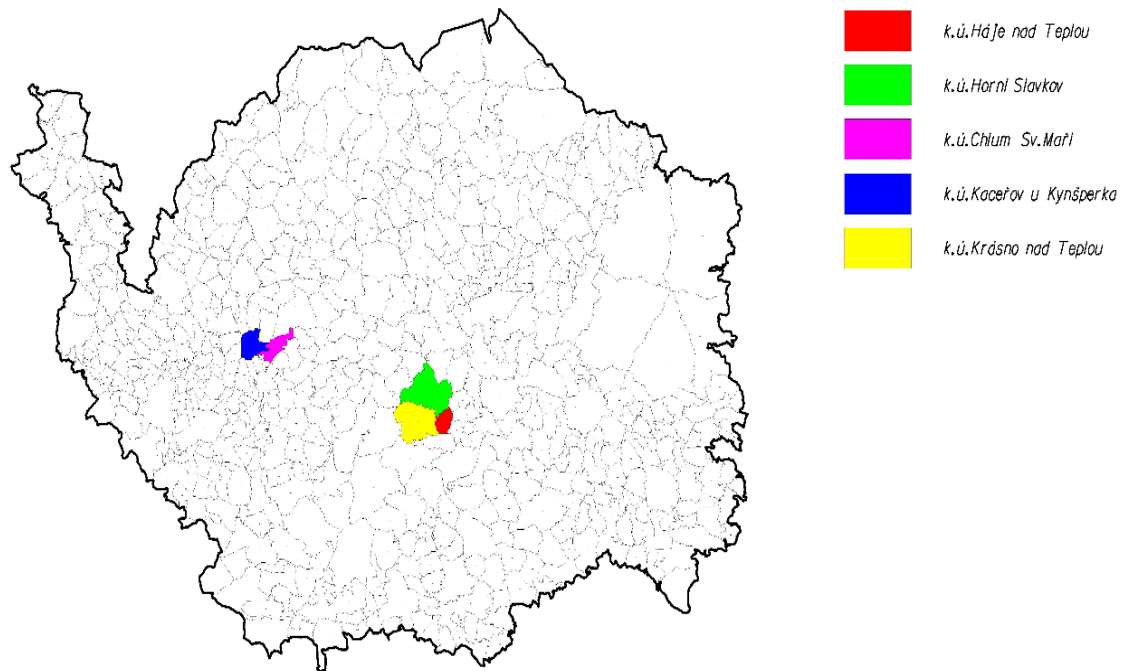 k.ú.Háje nad Teplou
k.ú.Horní Slavkov
k.ú.Chlum Sv.Maří
k.ú.Kaceřov u Kynšperka
k.ú.Krásno nad Teplou